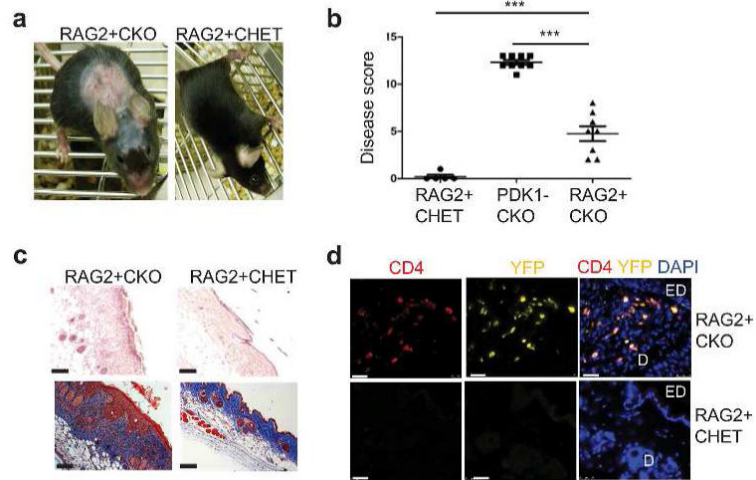 a
RAG2+CKO RAG2+CHET
b
***
***
15
10
5
0
Disease score
RAG2+
CHET
PDK1-
CKO
RAG2+
CKO
c
RAG2+CKO RAG2+CHET
d
CD4 YFP CD4 YFP DAPI
ED
D
RAG2+
CKO
ED
D
RAG2+
CHET